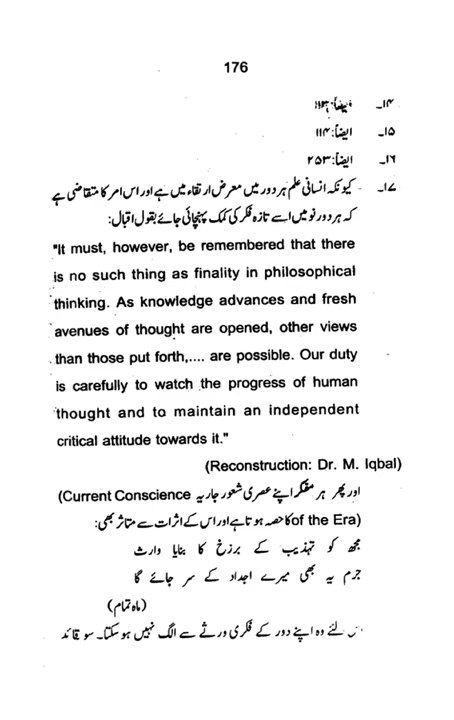 176
۱۴۔ ایضاً:
۱۵۔ ایضاً: ۱۱۴
۱۶۔ ایضاً: ۲۵۳
۱۷۔ کیونکہ انسانی علم ہر دور میں معرض ارتقاء میں ہے اور اس امر کا متقاضی ہے
کہ ہر دور نو میں اسے تازہ فکر کی کمک پہنچائی جائے بقول اقبال:
"It must, however, be remembered that there
is no such thing as finality in philosophical
thinking. As knowledge advances and fresh
avenues of thought are opened, other views
than those put forth,.... are possible. Our duty
is carefully to watch the progress of human
thought and to maintain an independent
critical attitude towards it."
(Reconstruction: Dr. M. Iqbal)
اور پھر ہر مفکر اپنے عصری شعور جاریہ (Current Conscience
of the Era) کا حصہ ہوتا ہے اور اس کے اثرات سے متاثر بھی:
مجھ کو تہذیب کے برزخ کا بنایا وارث
جرم یہ بھی میرے اجداد کے سر جائے گا
(ماہ تمام)
لئے وہ اپنے دور کے فکری ورثے سے الگ نہیں ہو سکتا۔ سو قائد